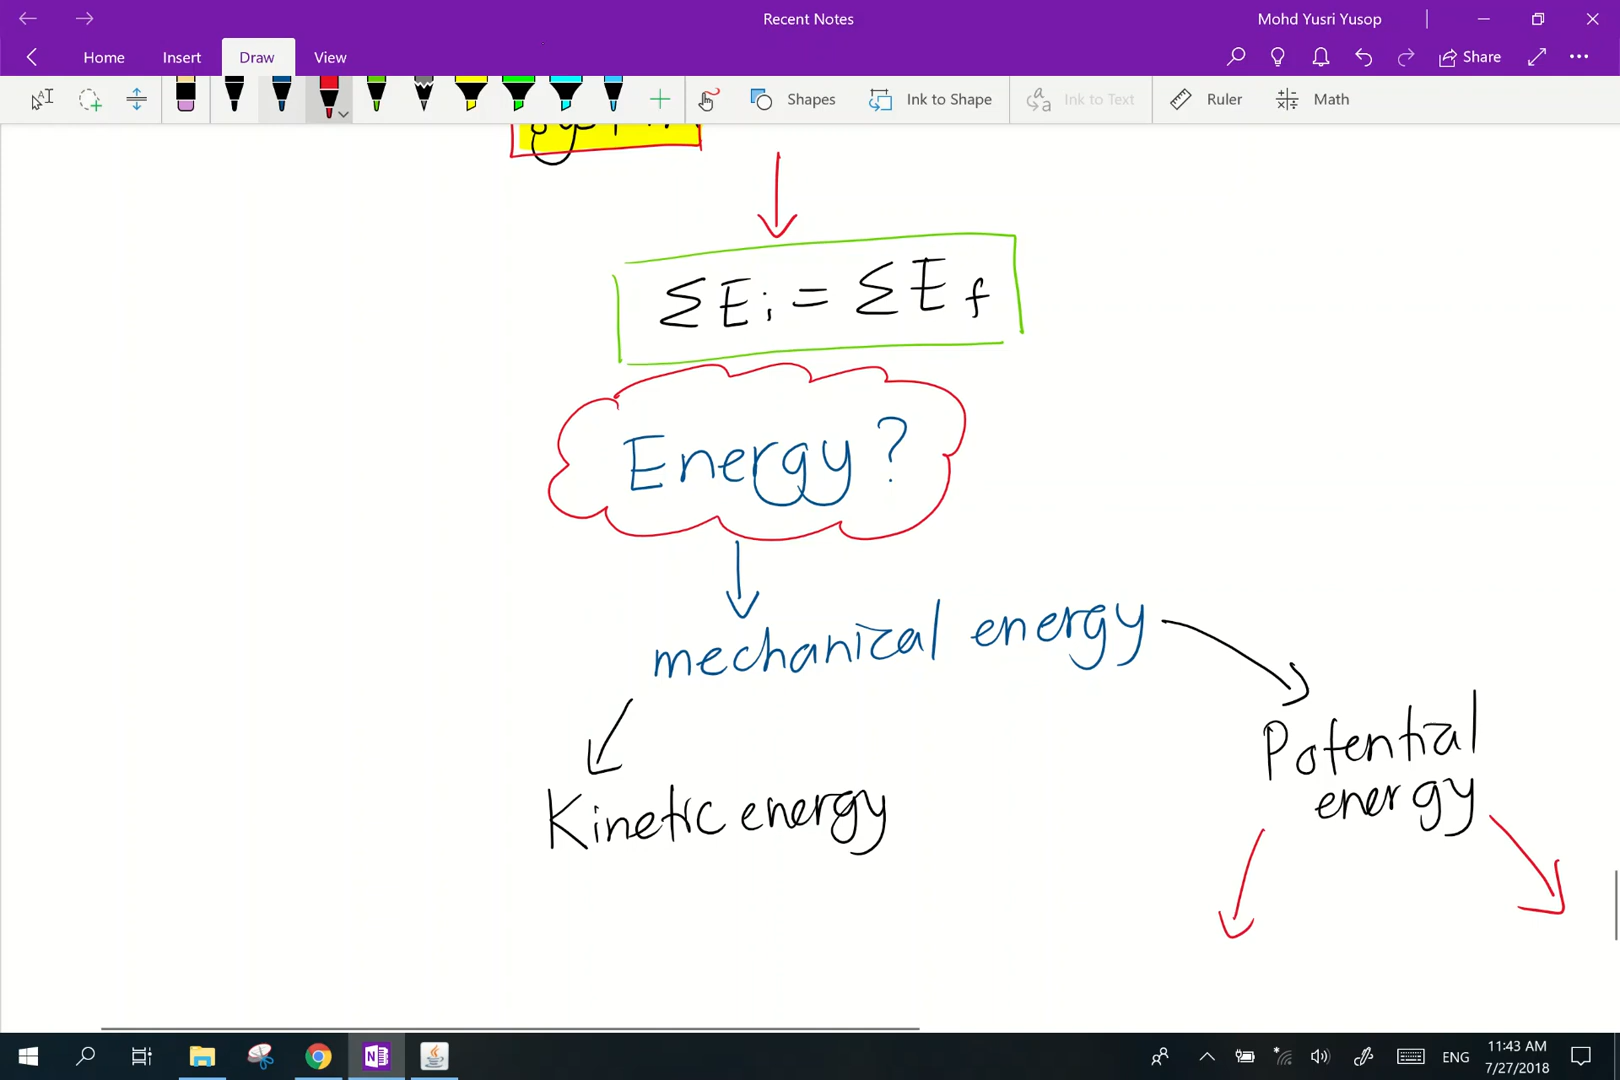 Recent Notes
Mohd Yusri Yusop
Home Insert Draw View
Share
Shapes Ink to Shape Ink to Text Ruler Math
ΣEi = ΣEf
Energy?
mechanical energy
Kinetic energy
Potential
energy
ENG
11:43 AM
7/27/2018